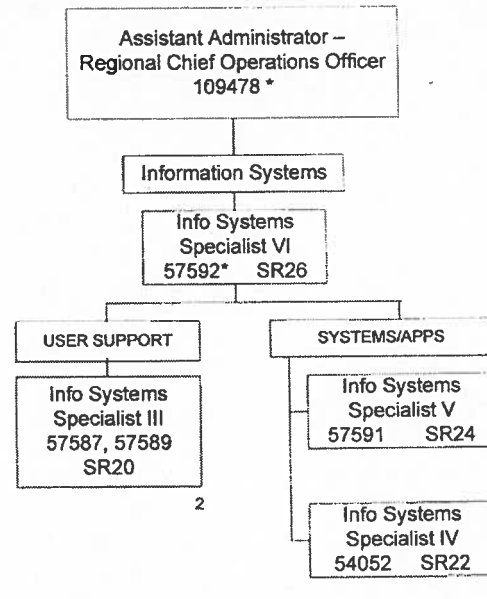 Assistant Administrator –
Regional Chief Operations Officer
109478 *
Information Systems
Info Systems
Specialist VI
57592* SR26
USER SUPPORT
Info Systems
Specialist III
57587, 57589
SR20
2
SYSTEMS/APPS
Info Systems
Specialist V
57591 SR24
Info Systems
Specialist IV
54052 SR22